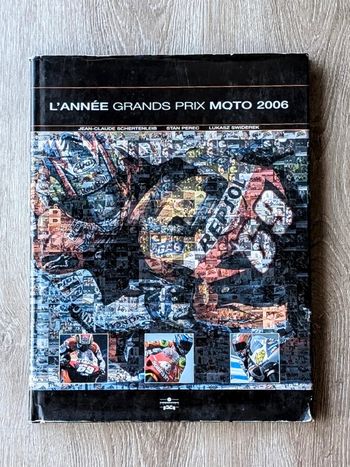 L'ANNÉE GRANDS PRIX MOTO 2006
JEAN-CLAUDE SCHERTENLEIB STAN PEREC LUKASZ SWIDEREK
REPSOL